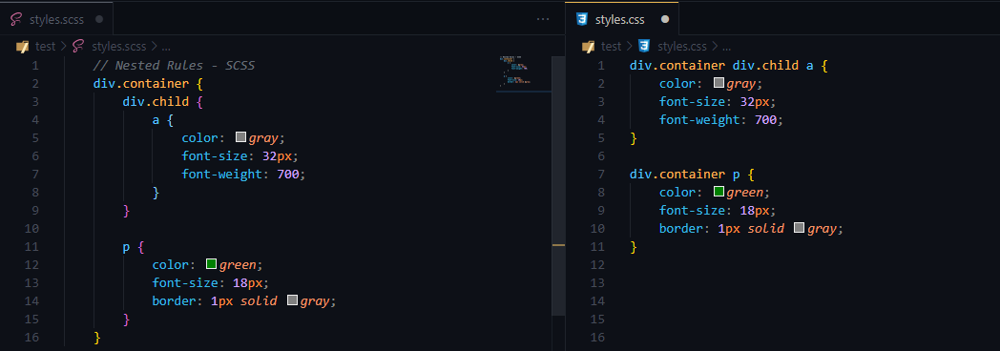 styles.scss
...
test > styles.scss > ...
1 // Nested Rules - SCSS
2 div.container {
3 div.child {
4 a {
5 color: gray;
6 font-size: 32px;
7 font-weight: 700;
8 }
9 }
10
11 p {
12 color: green;
13 font-size: 18px;
14 border: 1px solid gray;
15 }
16 }
styles.css
test > styles.css > ...
1 div.container div.child a {
2 color: gray;
3 font-size: 32px;
4 font-weight: 700;
5 }
6
7 div.container p {
8 color: green;
9 font-size: 18px;
10 border: 1px solid gray;
11 }
12
13
14
15
16